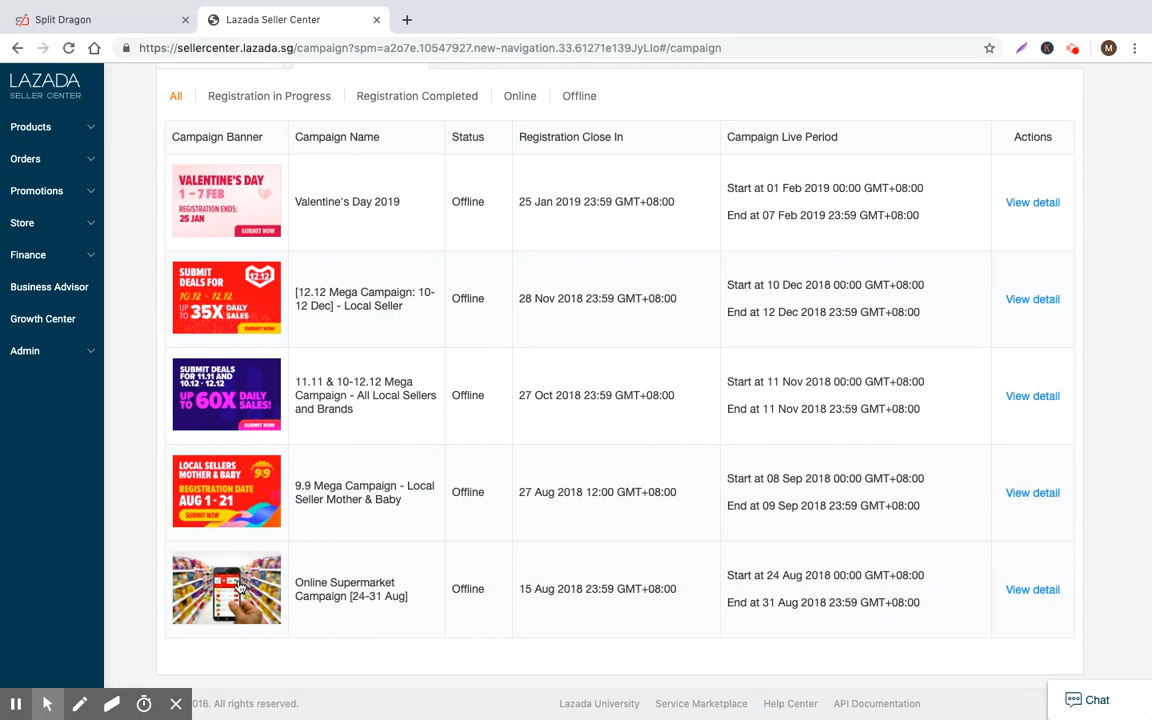 Split Dragon
Lazada Seller Center
https://sellercenter.lazada.sg/campaign?spm=a2o7e.10547927.new-navigation.33.61271e139JyLIo#/campaign
M
LAZADA
SELLER CENTER
Products
Orders
Promotions
Store
Finance
Business Advisor
Growth Center
Admin
All
Registration in Progress
Registration Completed
Online
Offline
Campaign Banner
Campaign Name
Status
Registration Close In
Campaign Live Period
Actions
VALENTINE'S DAY
1 – 7 FEB
REGISTRATION ENDS:
25 JAN
SUBMIT NOW
Valentine's Day 2019
Offline
25 Jan 2019 23:59 GMT+08:00
Start at 01 Feb 2019 00:00 GMT+08:00
End at 07 Feb 2019 23:59 GMT+08:00
View detail
SUBMIT
DEALS FOR
10.12 - 12.12
UP TO 35X DAILY
SALES!
12.12
SUBMIT NOW
[12.12 Mega Campaign: 10-
12 Dec] - Local Seller
Offline
28 Nov 2018 23:59 GMT+08:00
Start at 10 Dec 2018 00:00 GMT+08:00
End at 12 Dec 2018 23:59 GMT+08:00
View detail
SUBMIT DEALS
FOR 11.11 AND
10.12 - 12.12
UP TO 60X DAILY
SALES!
SUBMIT NOW
11.11 & 10-12.12 Mega
Campaign - All Local Sellers
and Brands
Offline
27 Oct 2018 23:59 GMT+08:00
Start at 11 Nov 2018 00:00 GMT+08:00
End at 11 Nov 2018 23:59 GMT+08:00
View detail
LOCAL SELLERS
MOTHER & BABY
9.9
REGISTRATION DATE
AUG 1 - 21
SUBMIT NOW
9.9 Mega Campaign - Local
Seller Mother & Baby
Offline
27 Aug 2018 12:00 GMT+08:00
Start at 08 Sep 2018 00:00 GMT+08:00
End at 09 Sep 2018 23:59 GMT+08:00
View detail
Online Supermarket
Campaign [24-31 Aug]
Offline
15 Aug 2018 23:59 GMT+08:00
Start at 24 Aug 2018 00:00 GMT+08:00
End at 31 Aug 2018 23:59 GMT+08:00
View detail
016. All rights reserved.
Lazada University
Service Marketplace
Help Center
API Documentation
Chat